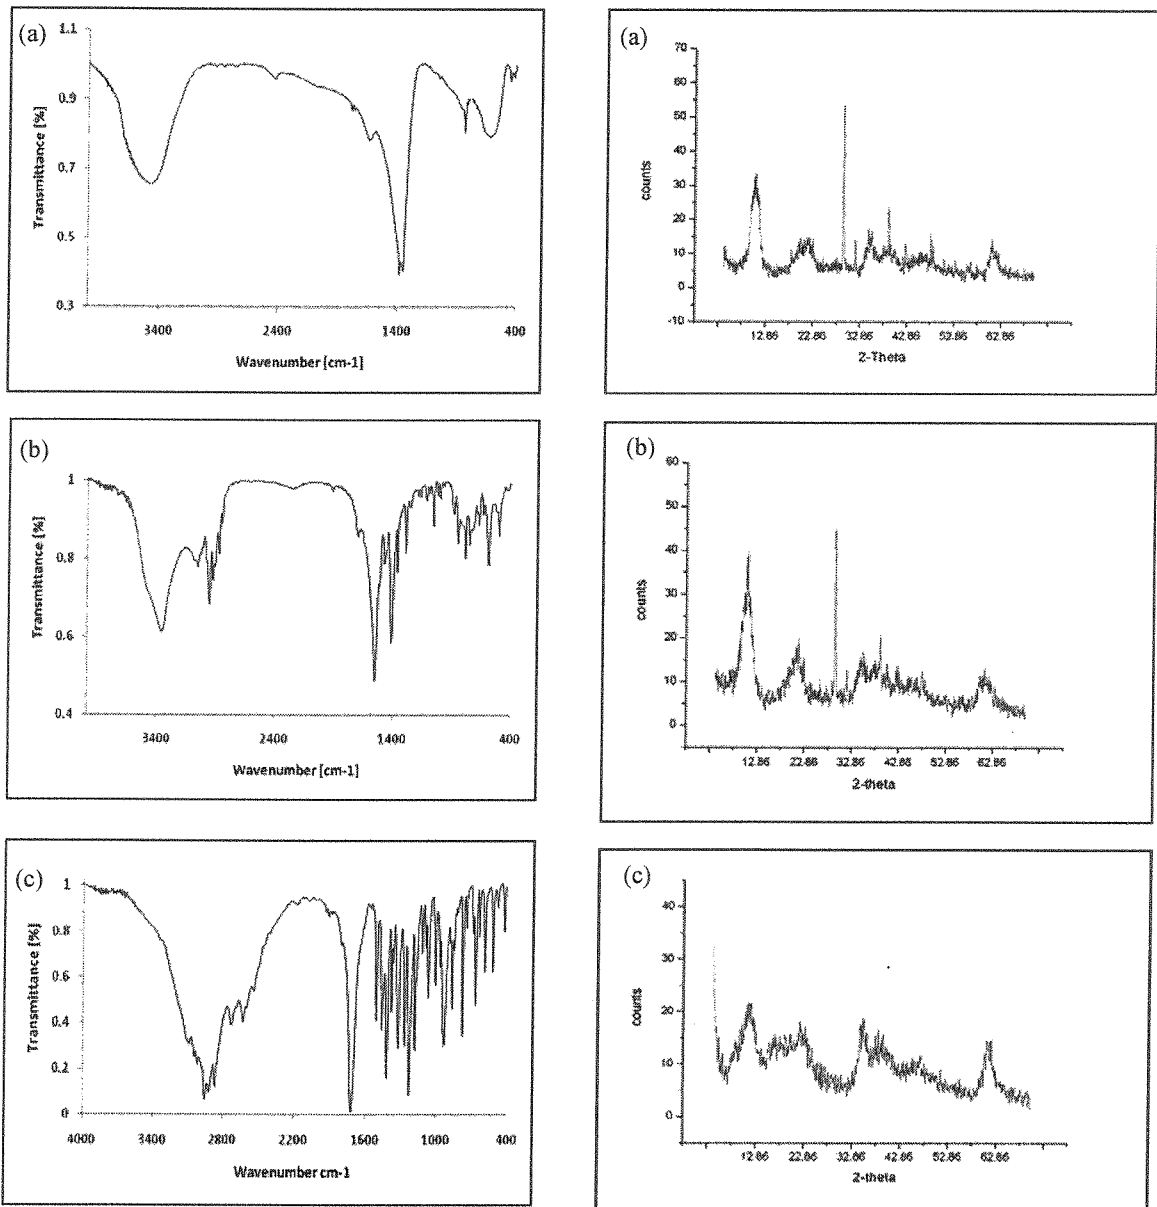 (a)
1.1
0.9
0.7
0.5
0.3
Transmittance [%]
3400 2400 1400 400
Wavenumber [cm-1]
(a)
70
60
50
40
30
20
10
0
-10
counts
12.86 22.86 32.86 42.86 52.86 62.86
2-Theta
(b)
1
0.8
0.6
0.4
Transmittance [%]
3400 2400 1400 400
Wavenumber [cm-1]
(b)
60
50
40
30
20
10
0
counts
12.86 22.86 32.86 42.86 52.86 62.86
2-theta
(c)
1
0.8
0.6
0.4
0.2
0
Transmittance [%]
4000 3400 2800 2200 1600 1000 400
Wavenumber cm-1
(c)
40
30
20
10
0
counts
12.86 22.86 32.86 42.86 52.86 62.86
2-theta